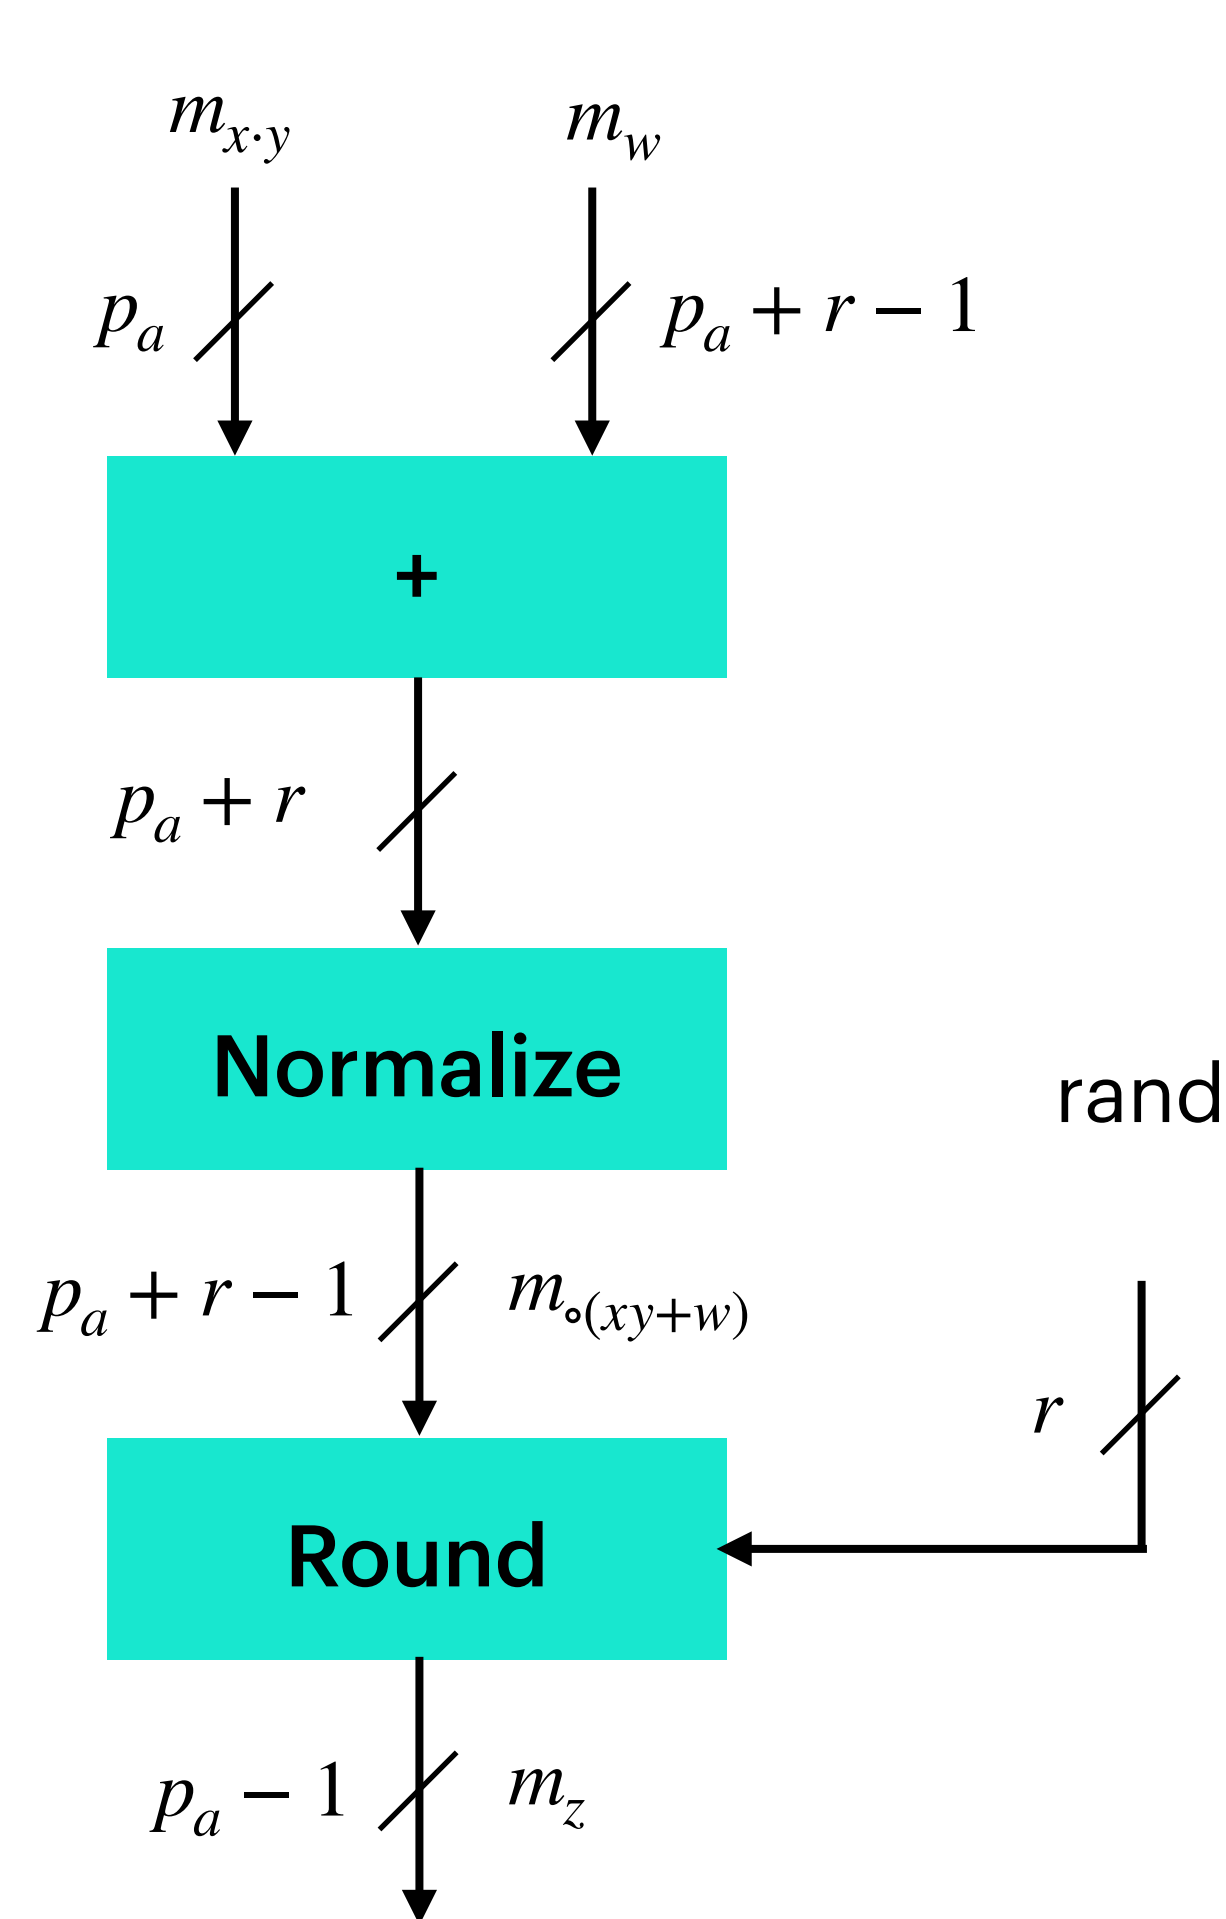 m_{x·y} m_w
p_a p_a + r − 1
+
p_a + r
Normalize
rand
p_a + r − 1 m_{∘(xy+w)}
r
Round
p_a − 1 m_z